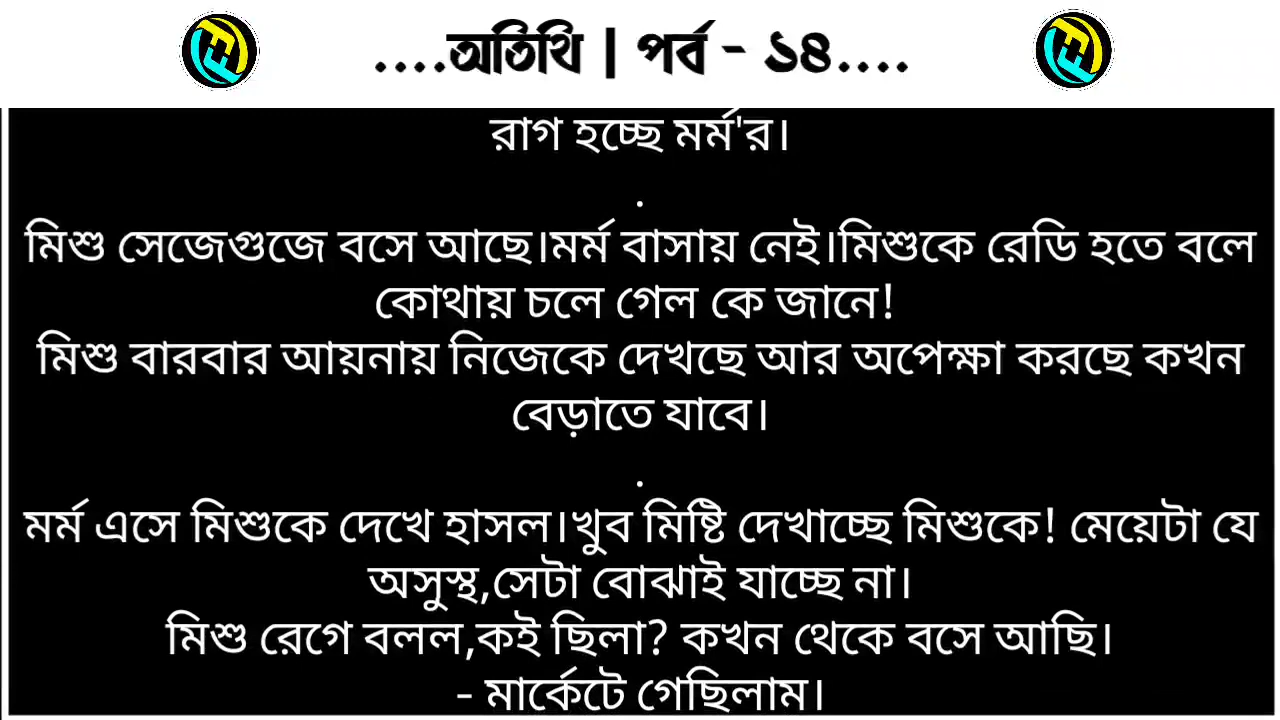 ....অতিথি | পর্ব - ১৪....
রাগ হচ্ছে মর্ম'র।
.
মিশু সেজেগুজে বসে আছে।মর্ম বাসায় নেই।মিশুকে রেডি হতে বলে
কোথায় চলে গেল কে জানে!
মিশু বারবার আয়নায় নিজেকে দেখছে আর অপেক্ষা করছে কখন
বেড়াতে যাবে।
.
মর্ম এসে মিশুকে দেখে হাসল।খুব মিষ্টি দেখাচ্ছে মিশুকে! মেয়েটা যে
অসুস্থ,সেটা বোঝাই যাচ্ছে না।
মিশু রেগে বলল,কই ছিলা? কখন থেকে বসে আছি।
- মার্কেটে গেছিলাম।